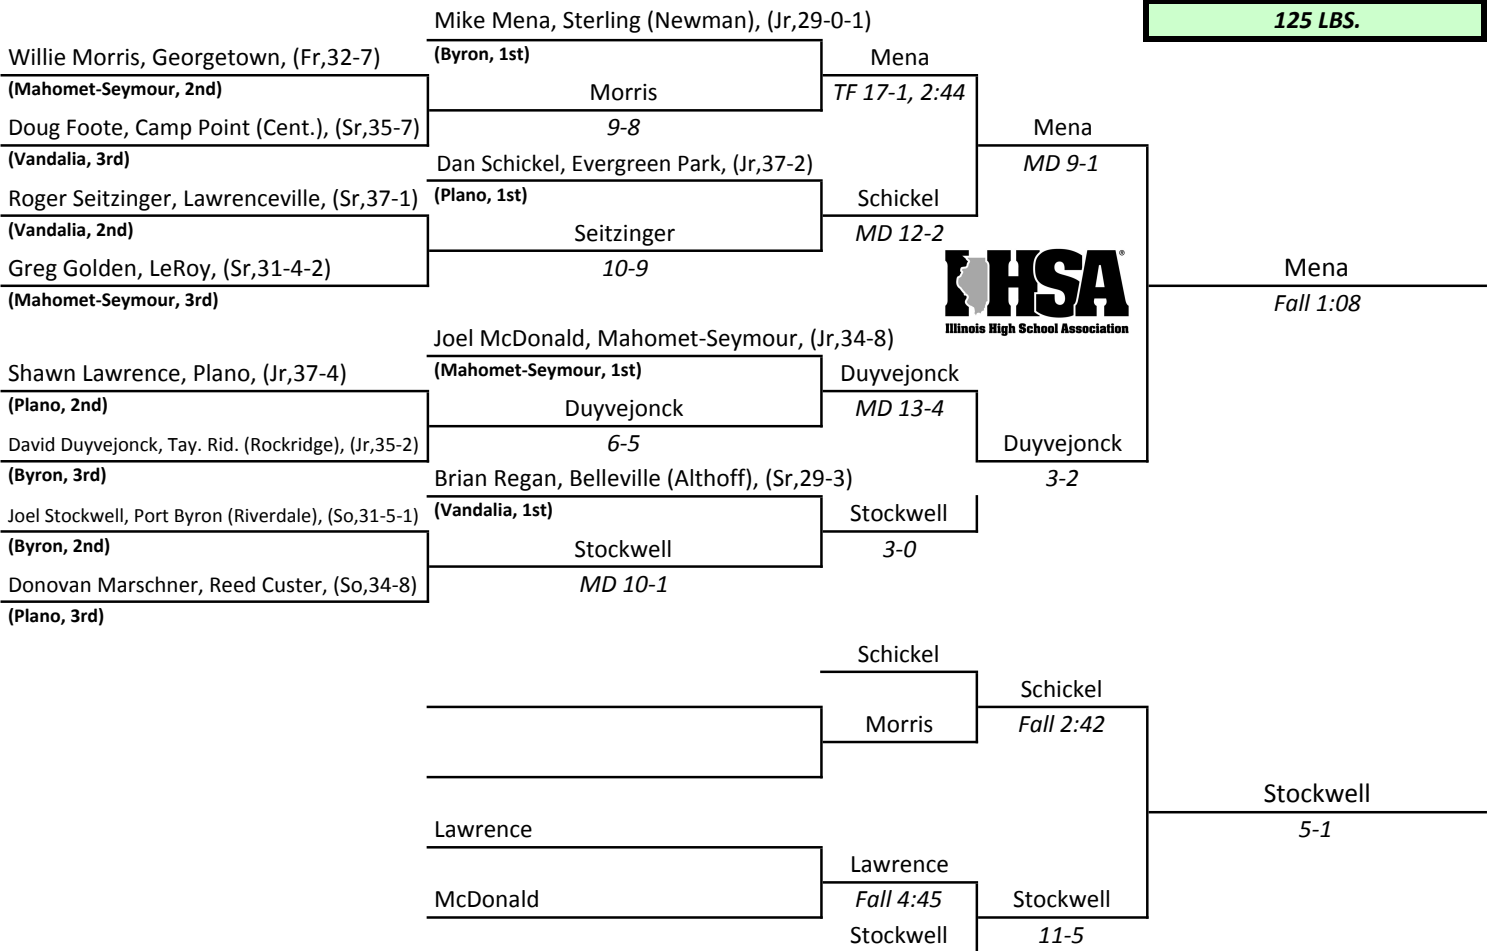 Mike Mena, Sterling (Newman), (Jr,29-0-1)
125 LBS.
Willie Morris, Georgetown, (Fr,32-7)
(Byron, 1st)
Mena
(Mahomet-Seymour, 2nd)
Morris
TF 17-1, 2:44
Doug Foote, Camp Point (Cent.), (Sr,35-7)
9-8
Mena
(Vandalia, 3rd)
Dan Schickel, Evergreen Park, (Jr,37-2)
MD 9-1
Roger Seitzinger, Lawrenceville, (Sr,37-1)
(Plano, 1st)
Schickel
(Vandalia, 2nd)
Seitzinger
MD 12-2
Greg Golden, LeRoy, (Sr,31-4-2)
10-9
IHSA®
Mena
(Mahomet-Seymour, 3rd)
Fall 1:08
Illinois High School Association
Joel McDonald, Mahomet-Seymour, (Jr,34-8)
Shawn Lawrence, Plano, (Jr,37-4)
(Mahomet-Seymour, 1st)
Duyvejonck
(Plano, 2nd)
Duyvejonck
MD 13-4
David Duyvejonck, Tay. Rid. (Rockridge), (Jr,35-2)
6-5
Duyvejonck
(Byron, 3rd)
Brian Regan, Belleville (Althoff), (Sr,29-3)
3-2
Joel Stockwell, Port Byron (Riverdale), (So,31-5-1)
(Vandalia, 1st)
Stockwell
(Byron, 2nd)
Stockwell
3-0
Donovan Marschner, Reed Custer, (So,34-8)
MD 10-1
(Plano, 3rd)
Schickel
Schickel
Morris
Fall 2:42
Stockwell
Lawrence
5-1
Lawrence
McDonald
Fall 4:45
Stockwell
Stockwell
11-5